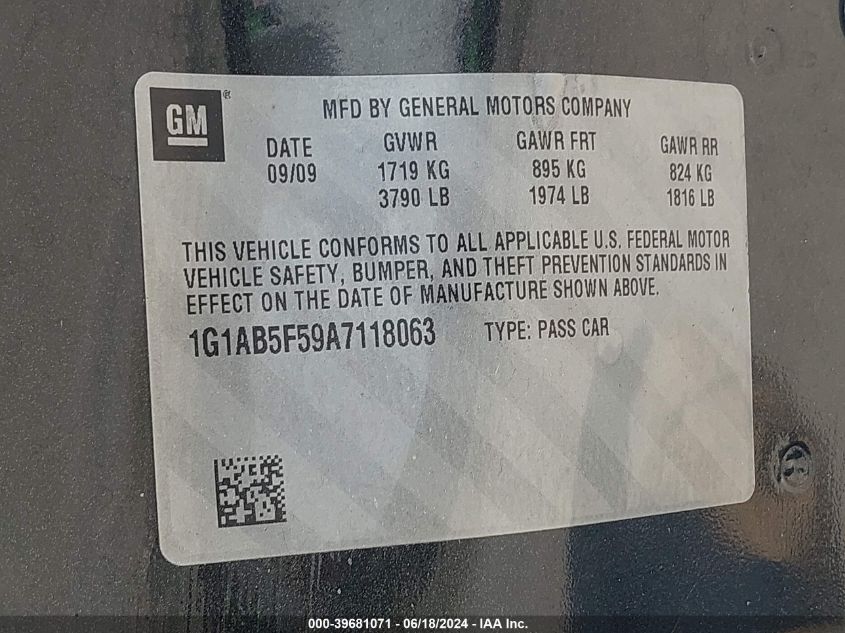 GM ®
MFD BY GENERAL MOTORS COMPANY
DATE GVWR GAWR FRT GAWR RR
09/09 1719 KG 895 KG 824 KG
3790 LB 1974 LB 1816 LB
THIS VEHICLE CONFORMS TO ALL APPLICABLE U.S. FEDERAL MOTOR
VEHICLE SAFETY, BUMPER, AND THEFT PREVENTION STANDARDS IN
EFFECT ON THE DATE OF MANUFACTURE SHOWN ABOVE.
1G1AB5F59A7118063 TYPE: PASS CAR
000-39681071 - 06/18/2024 - IAA Inc.